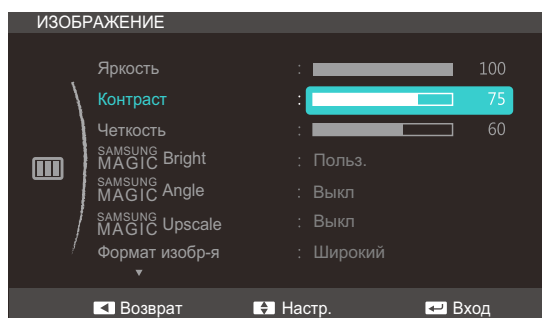 ИЗОБРАЖЕНИЕ
Яркость : 100
Контраст : 75
Четкость : 60
SAMSUNG MAGIC Bright : Польз.
SAMSUNG MAGIC Angle : Выкл
SAMSUNG MAGIC Upscale : Выкл
Формат изобр-я : Широкий
Возврат Настр. Вход